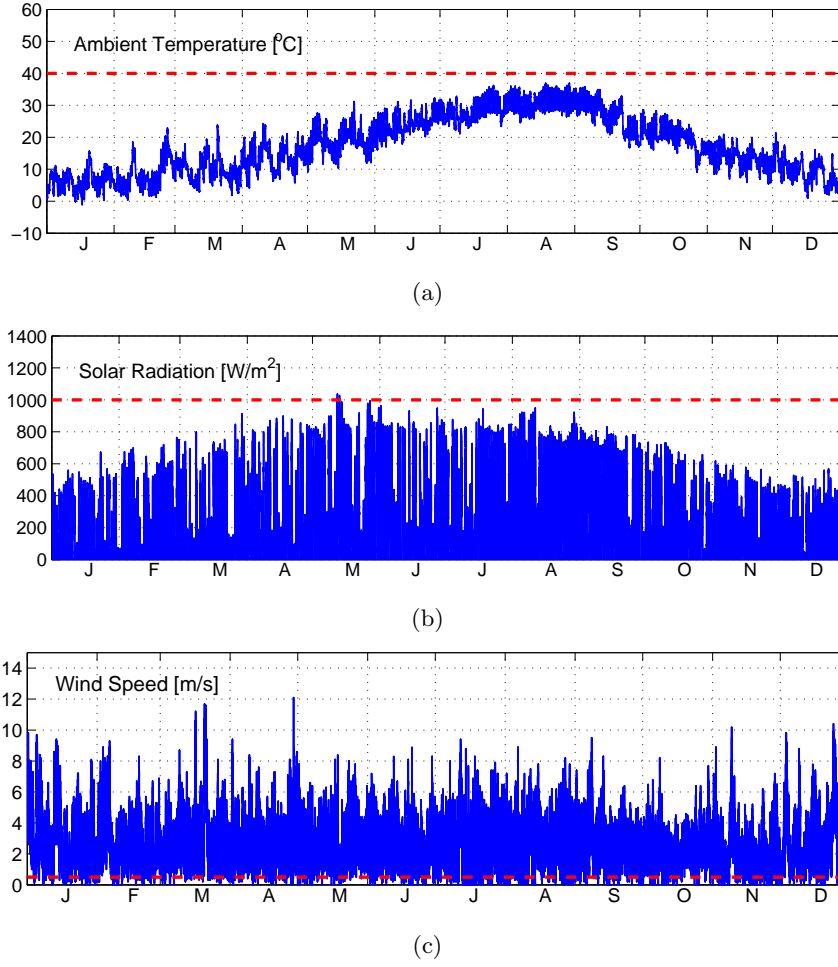 60
50
Ambient Temperature [°C]
40
30
20
10
0
−10
J F M A M J J A S O N D
(a)
1400
1200
Solar Radiation [W/m²]
1000
800
600
400
200
0
J F M A M J J A S O N D
(b)
14
12
Wind Speed [m/s]
10
8
6
4
2
0
J F M A M J J A S O N D
(c)